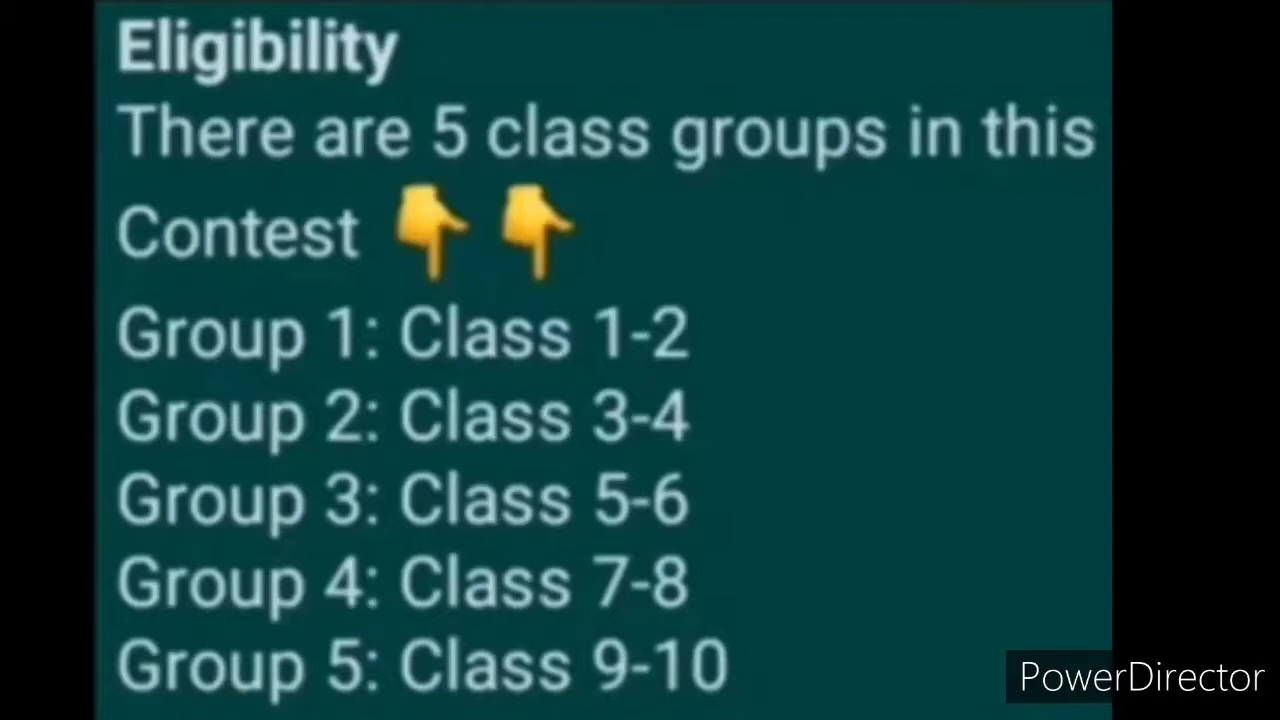 Eligibility
There are 5 class groups in this
Contest 👇 👇
Group 1: Class 1-2
Group 2: Class 3-4
Group 3: Class 5-6
Group 4: Class 7-8
Group 5: Class 9-10
PowerDirector